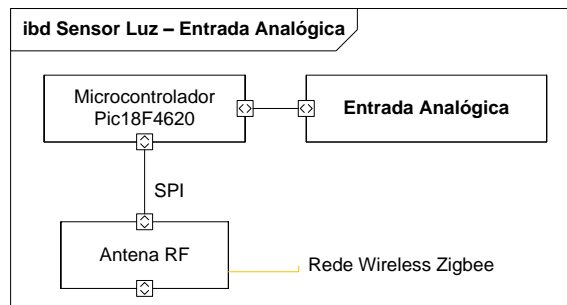 ibd Sensor Luz – Entrada Analógica
Microcontrolador
Pic18F4620
Entrada Analógica
SPI
Antena RF
Rede Wireless Zigbee